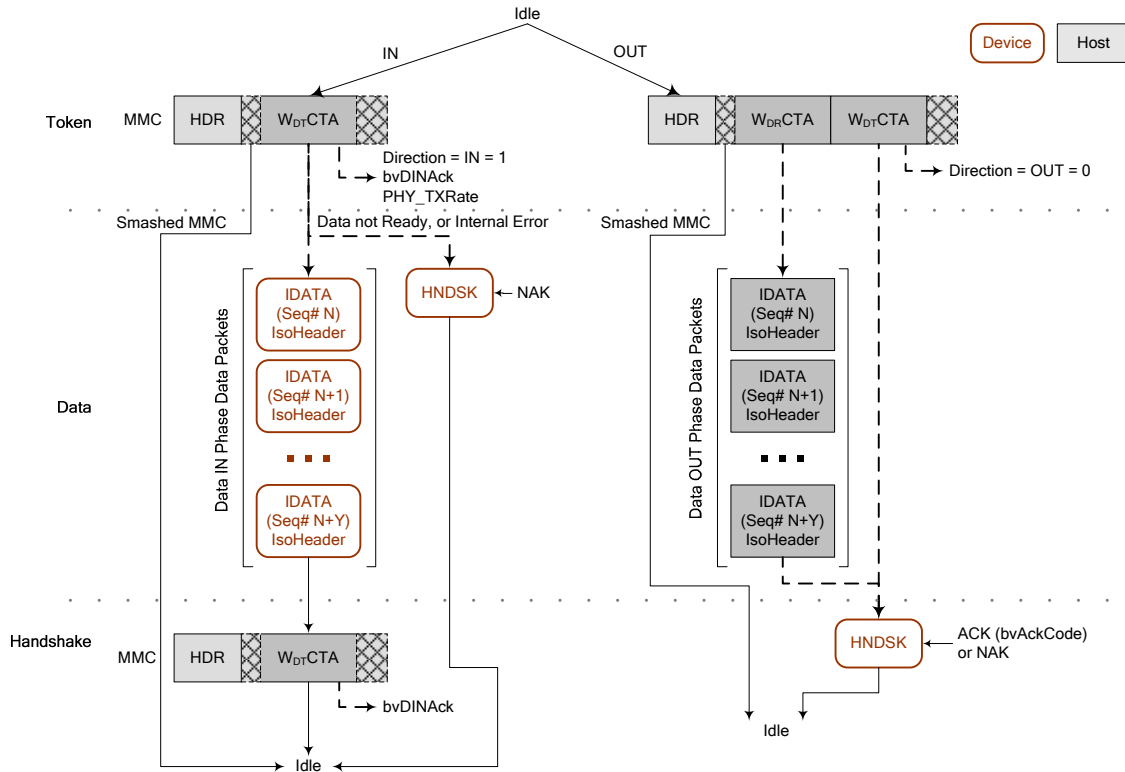 Idle
IN
OUT
Device
Host
Token
MMC
HDR
WDTCTA
HDR
WDRCTA
WDTCTA
Direction = IN = 1
bvDINAck
PHY_TXRate
Direction = OUT = 0
Smashed MMC
Data not Ready, or Internal Error
Smashed MMC
Data
Data IN Phase Data Packets
IDATA
(Seq# N)
IsoHeader
IDATA
(Seq# N+1)
IsoHeader
IDATA
(Seq# N+Y)
IsoHeader
HNDSK
NAK
Data OUT Phase Data Packets
IDATA
(Seq# N)
IsoHeader
IDATA
(Seq# N+1)
IsoHeader
IDATA
(Seq# N+Y)
IsoHeader
Handshake
MMC
HDR
WDTCTA
bvDINAck
Idle
HNDSK
ACK (bvAckCode)
or NAK
Idle